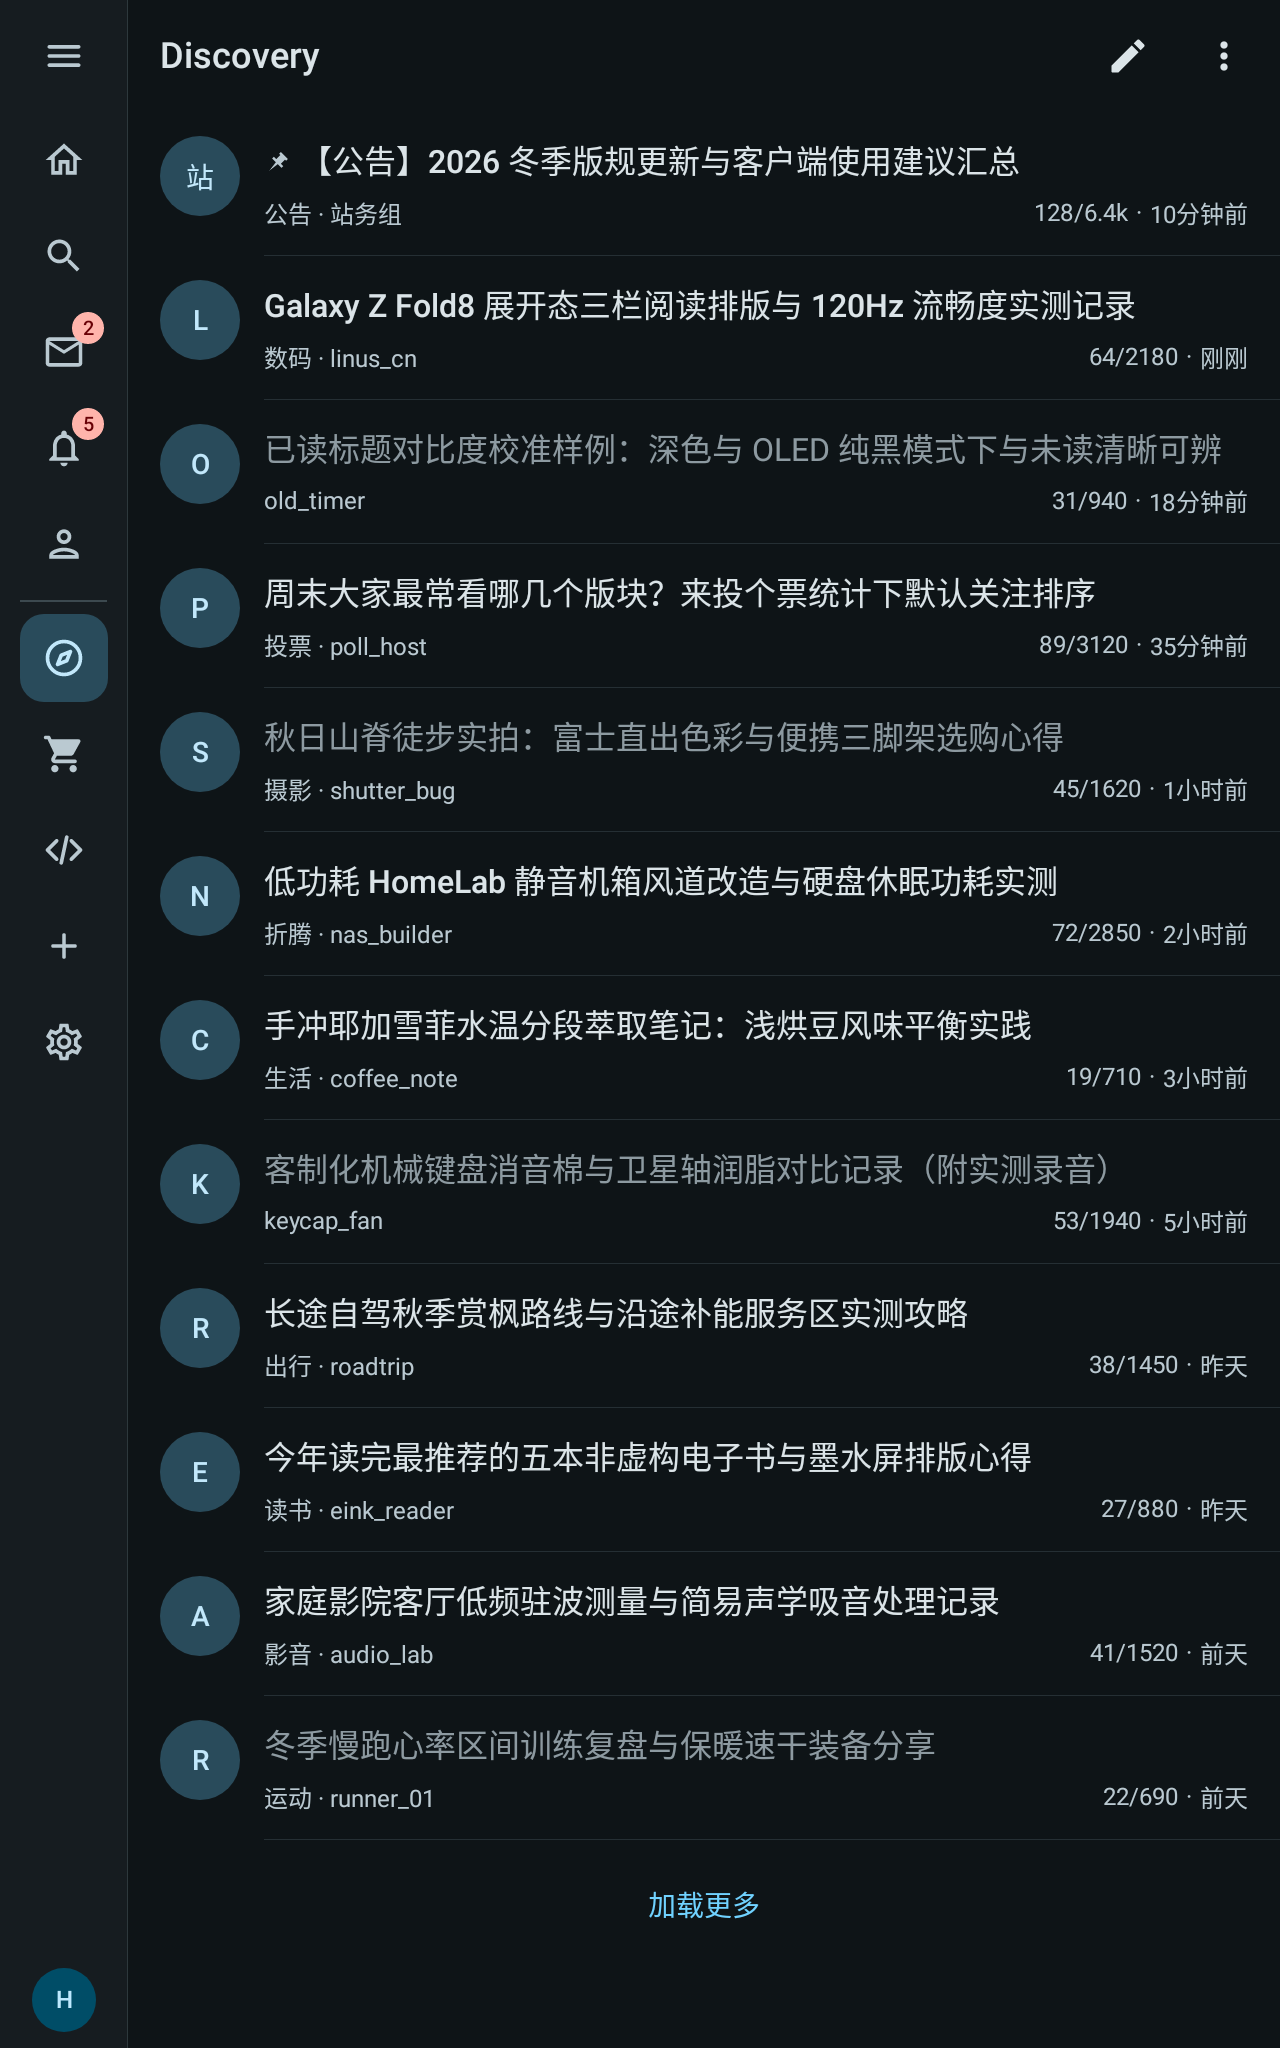 Discovery
站
【公告】2026 冬季版规更新与客户端使用建议汇总
公告 · 站务组
128/6.4k · 10分钟前
L
Galaxy Z Fold8 展开态三栏阅读排版与 120Hz 流畅度实测记录
数码 · linus_cn
64/2180 · 刚刚
2
5
O
已读标题对比度校准样例：深色与 OLED 纯黑模式下与未读清晰可辨
old_timer
31/940 · 18分钟前
P
周末大家最常看哪几个版块？来投个票统计下默认关注排序
投票 · poll_host
89/3120 · 35分钟前
S
秋日山脊徒步实拍：富士直出色彩与便携三脚架选购心得
摄影 · shutter_bug
45/1620 · 1小时前
N
低功耗 HomeLab 静音机箱风道改造与硬盘休眠功耗实测
折腾 · nas_builder
72/2850 · 2小时前
C
手冲耶加雪菲水温分段萃取笔记：浅烘豆风味平衡实践
生活 · coffee_note
19/710 · 3小时前
K
客制化机械键盘消音棉与卫星轴润脂对比记录（附实测录音）
keycap_fan
53/1940 · 5小时前
R
长途自驾秋季赏枫路线与沿途补能服务区实测攻略
出行 · roadtrip
38/1450 · 昨天
E
今年读完最推荐的五本非虚构电子书与墨水屏排版心得
读书 · eink_reader
27/880 · 昨天
A
家庭影院客厅低频驻波测量与简易声学吸音处理记录
影音 · audio_lab
41/1520 · 前天
R
冬季慢跑心率区间训练复盘与保暖速干装备分享
运动 · runner_01
22/690 · 前天
加载更多
H